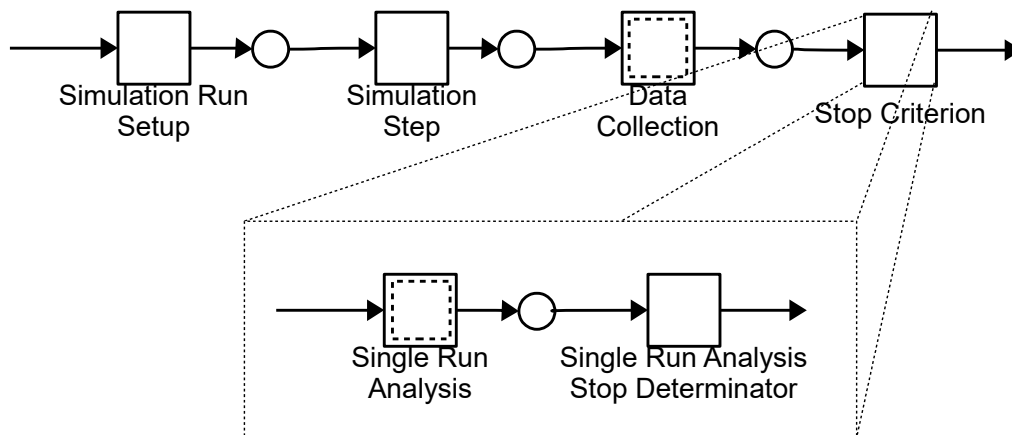 Simulation Run
Setup
Simulation
Step
Data
Collection
Stop Criterion
Single Run
Analysis
Single Run Analysis
Stop Determinator